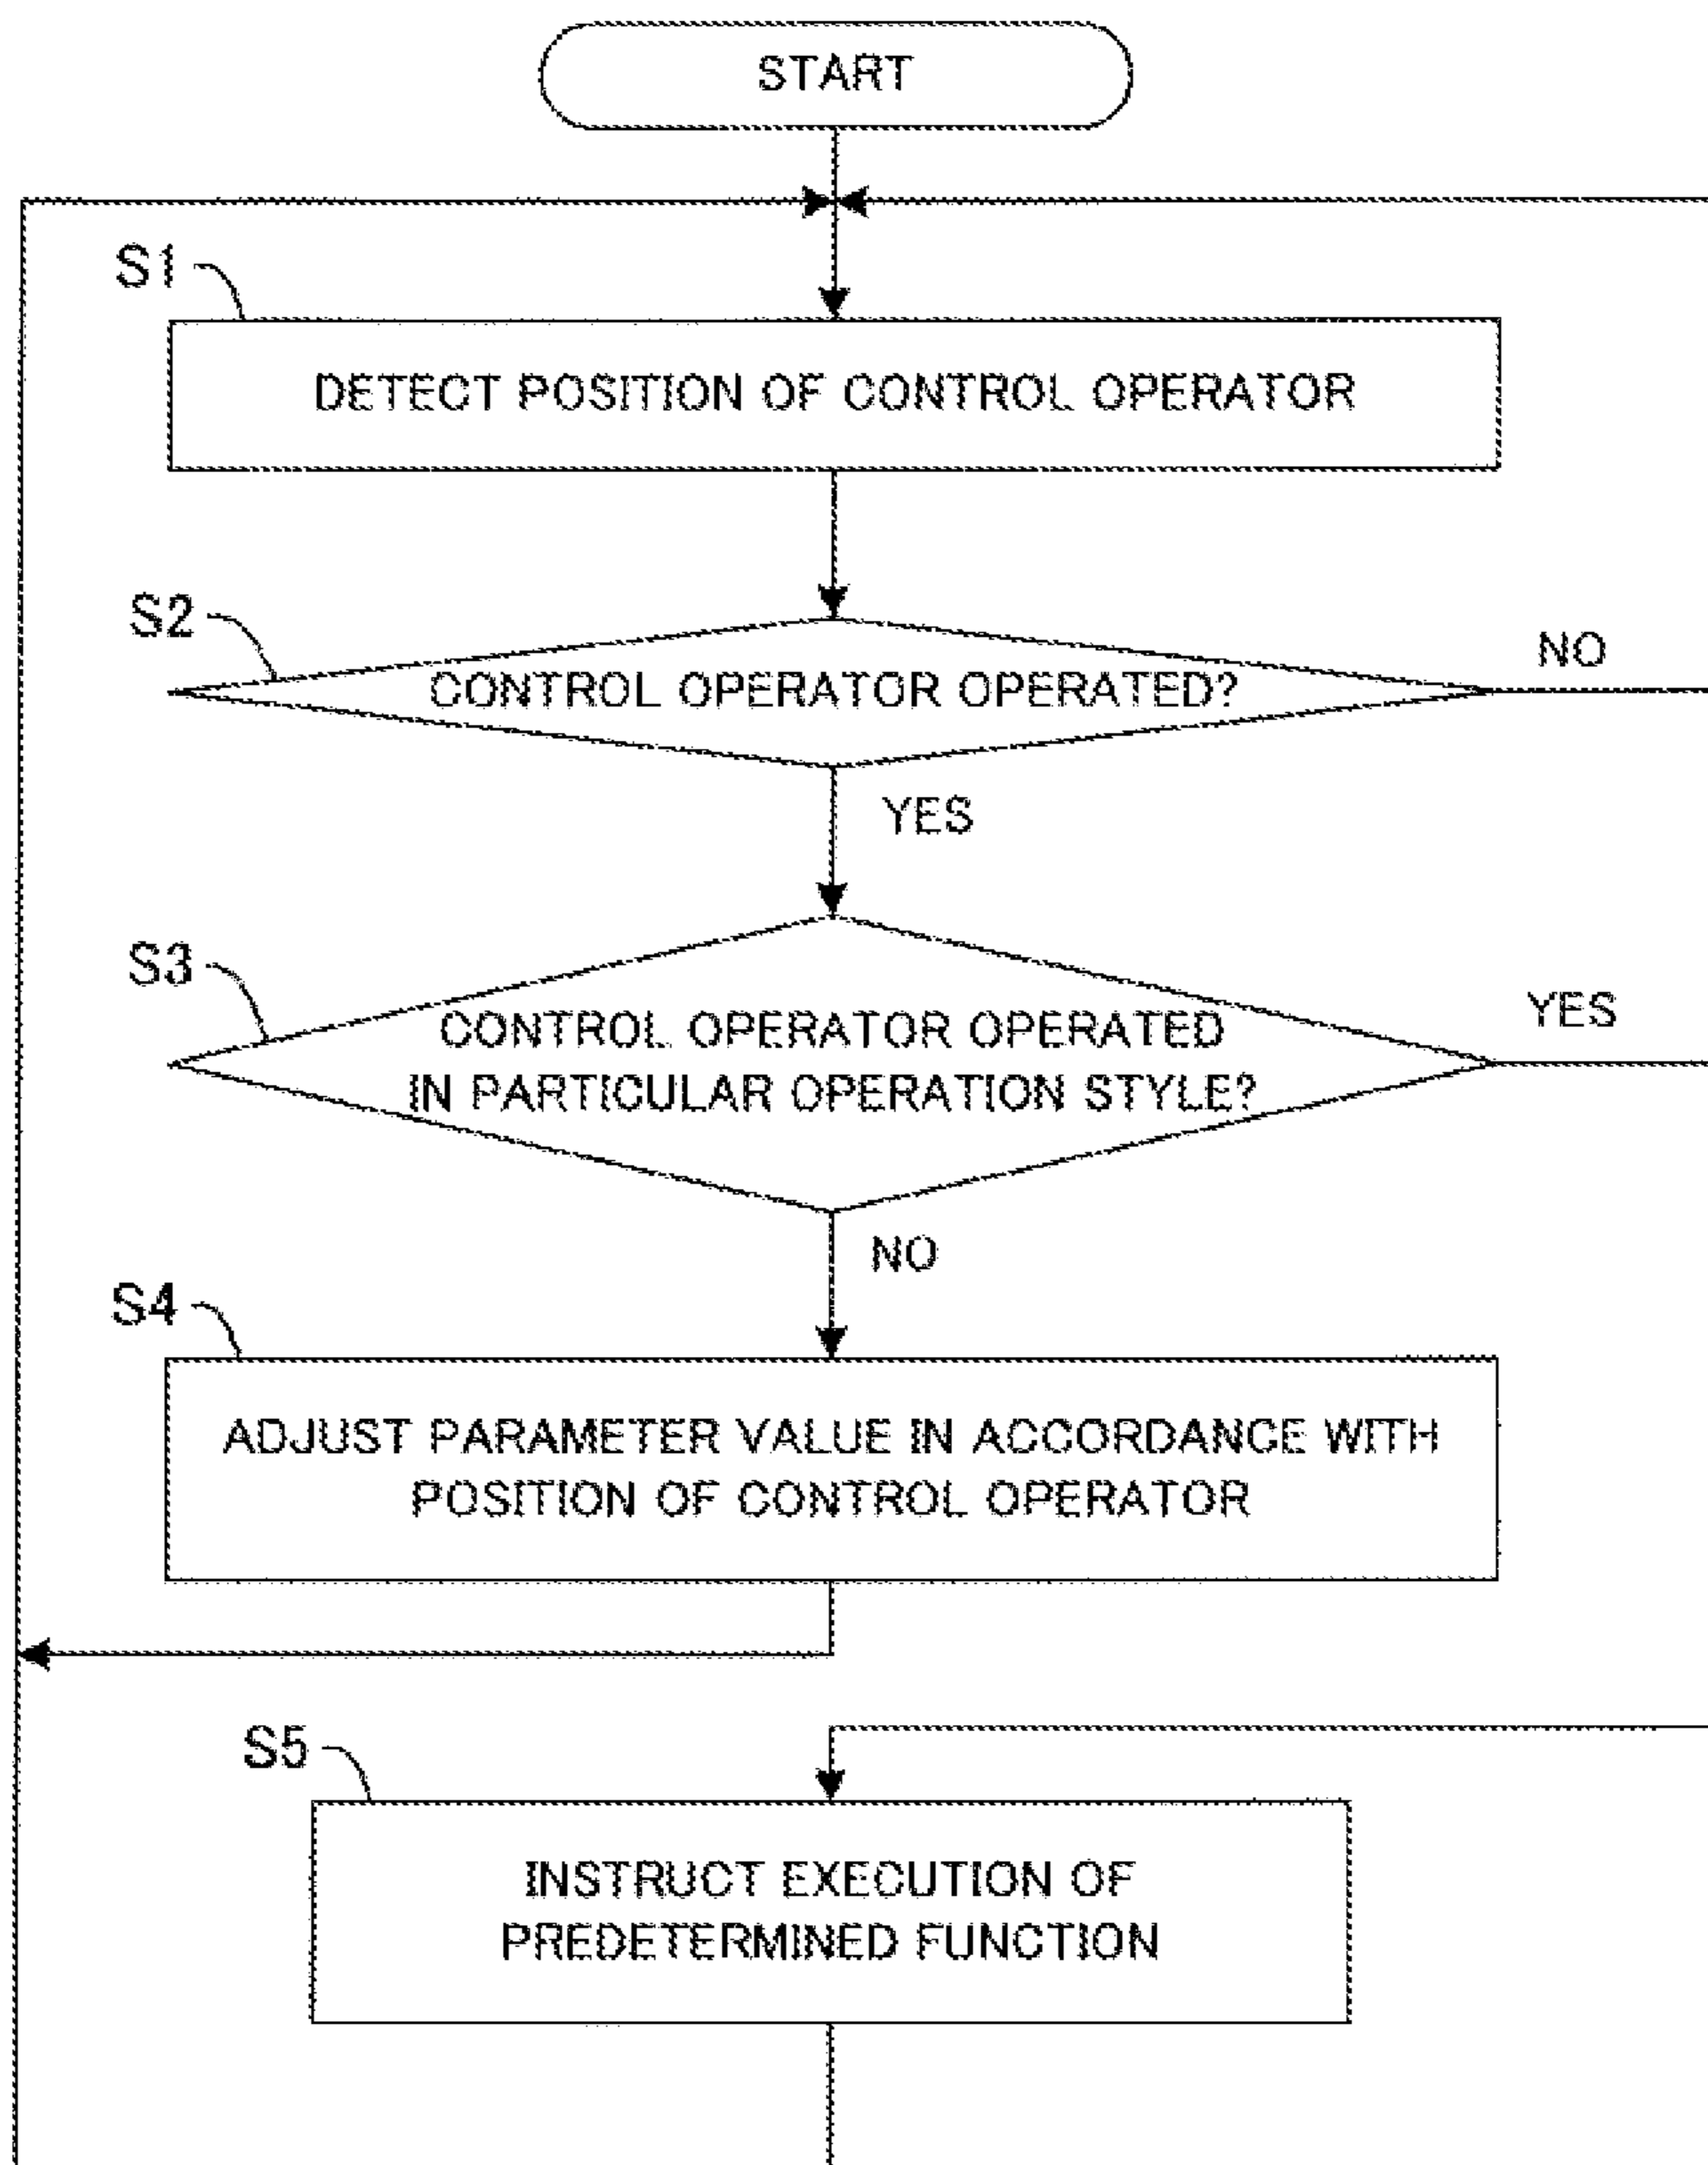 START
S1
DETECT POSITION OF CONTROL OPERATOR
S2
CONTROL OPERATOR OPERATED?
NO
YES
S3
CONTROL OPERATOR OPERATED
IN PARTICULAR OPERATION STYLE?
YES
NO
S4
ADJUST PARAMETER VALUE IN ACCORDANCE WITH
POSITION OF CONTROL OPERATOR
S5
INSTRUCT EXECUTION OF
PREDETERMINED FUNCTION